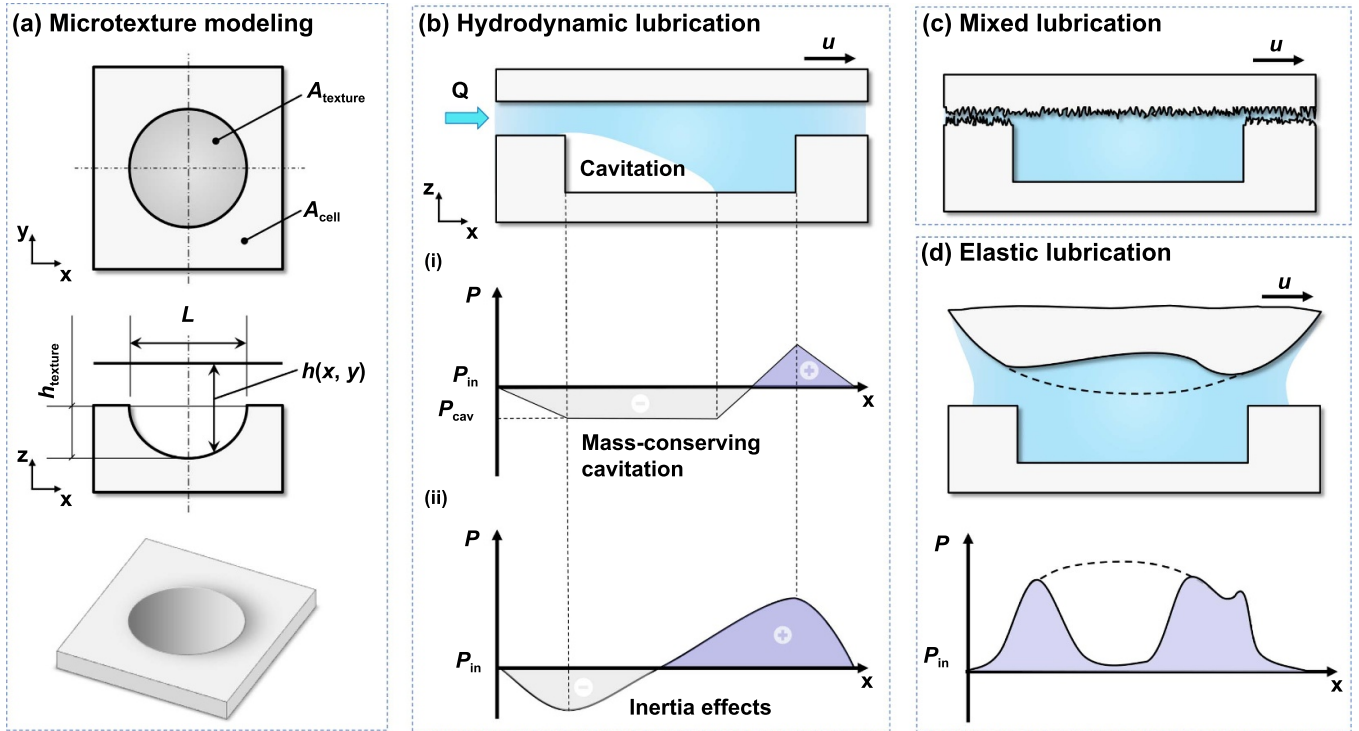 (a) Microtexture modeling
A_texture
A_cell
y
x
L
h_texture
h(x, y)
z
x
(b) Hydrodynamic lubrication
u
Q
Cavitation
z
x
(i)
P
P_in
P_cav
x
Mass-conserving
cavitation
(ii)
P
P_in
x
Inertia effects
(c) Mixed lubrication
u
(d) Elastic lubrication
u
P
P_in
x